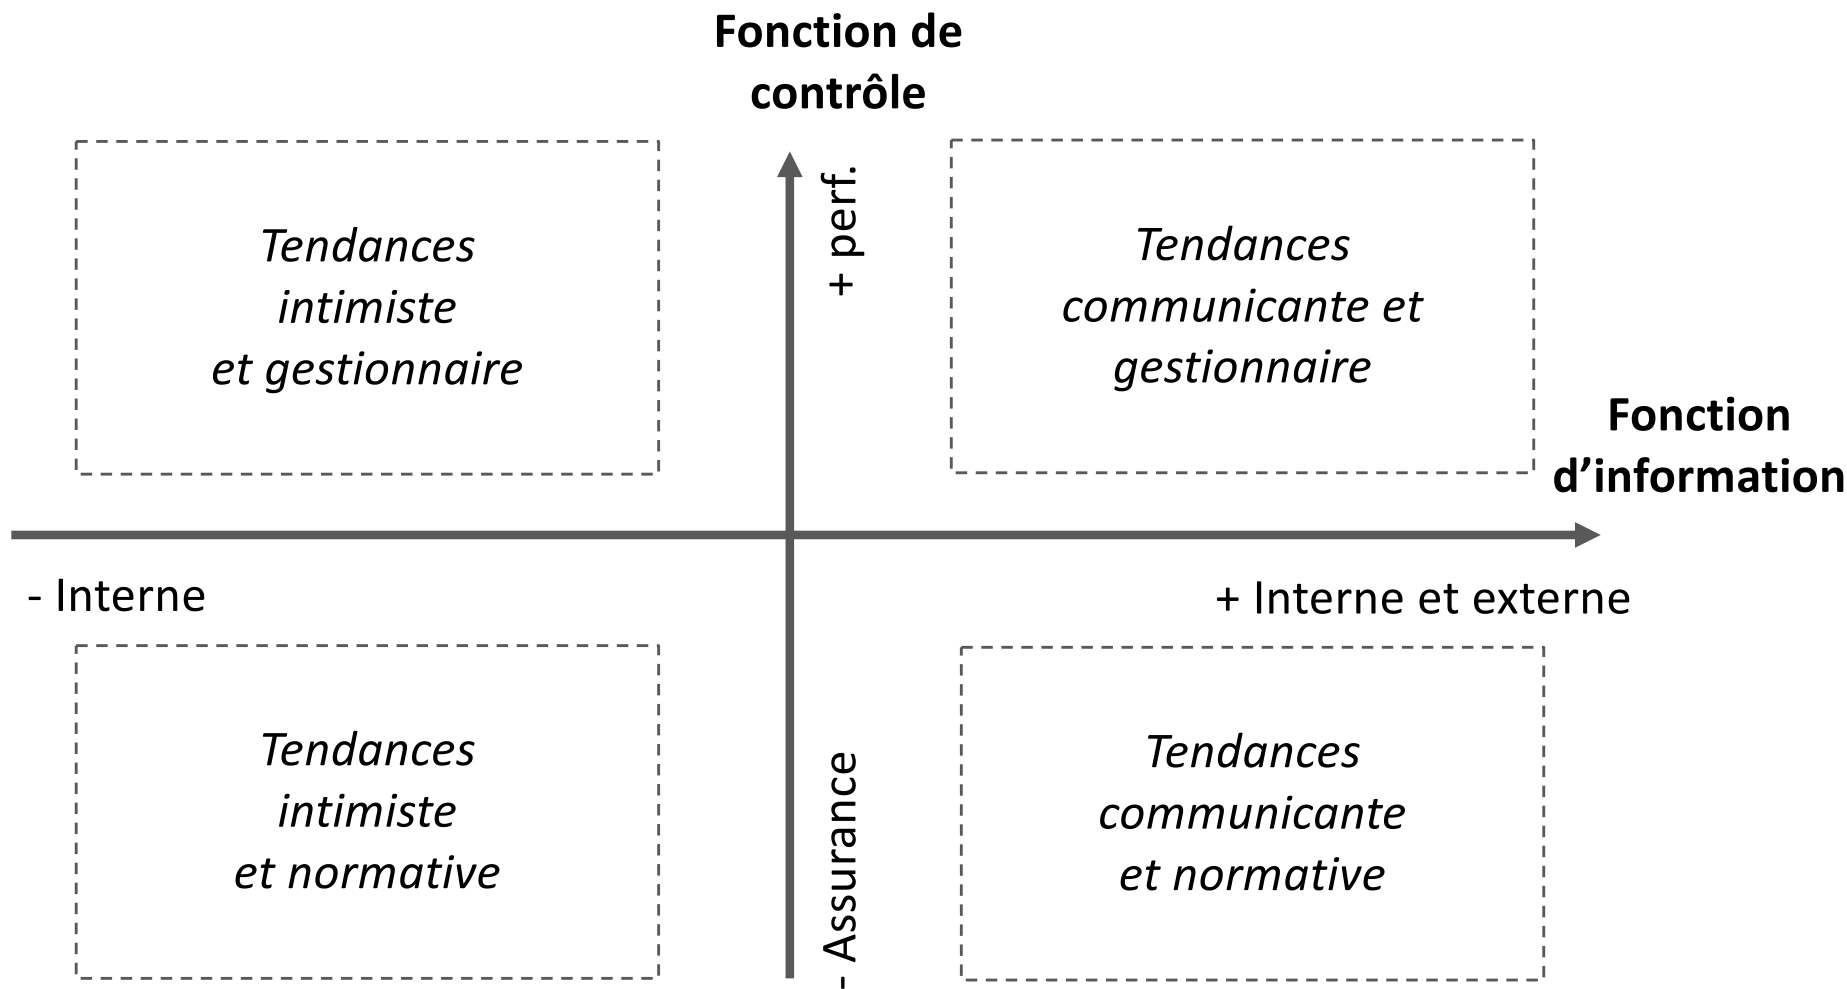 Fonction de
contrôle
+ perf.
Tendances
intimiste
et gestionnaire
Tendances
communicante et
gestionnaire
Fonction
d’information
- Interne
+ Interne et externe
Tendances
intimiste
et normative
- Assurance
Tendances
communicante
et normative